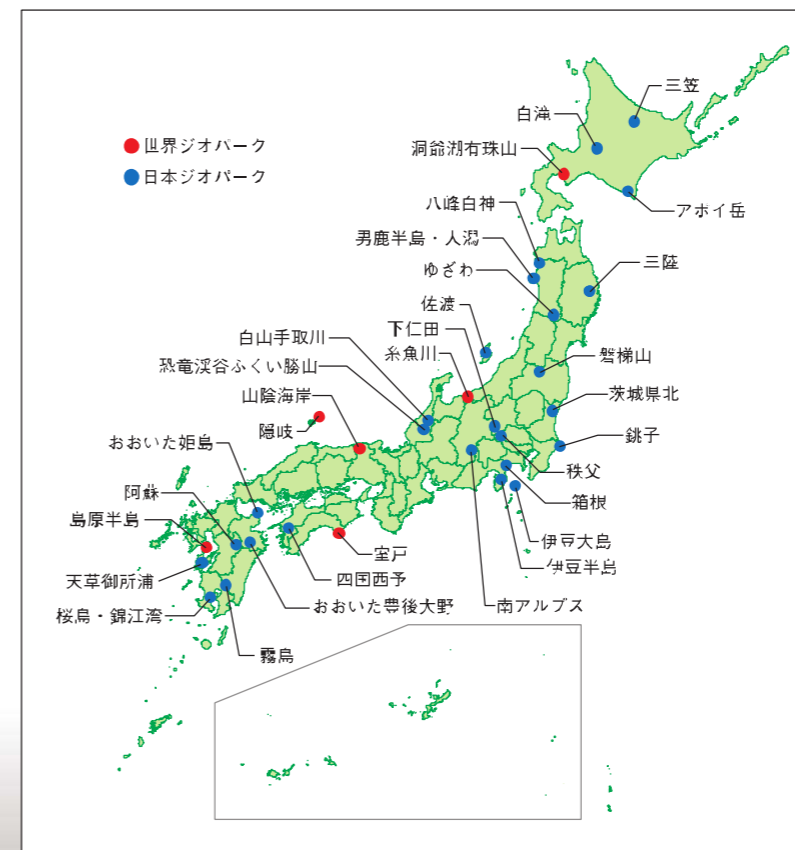 三笠
白滝
世界ジオパーク
洞爺湖有珠山
日本ジオパーク
アポイ岳
八峰白神
男鹿半島・大潟
ゆざわ
三陸
佐渡
下仁田
白山手取川
糸魚川
磐梯山
恐竜渓谷ふくい勝山
山陰海岸
茨城県北
隠岐
おおいた姫島
銚子
秩父
阿蘇
箱根
島原半島
伊豆大島
室戸
伊豆半島
天草御所浦
四国西予
おおいた豊後大野
南アルプス
桜島・錦江湾
霧島